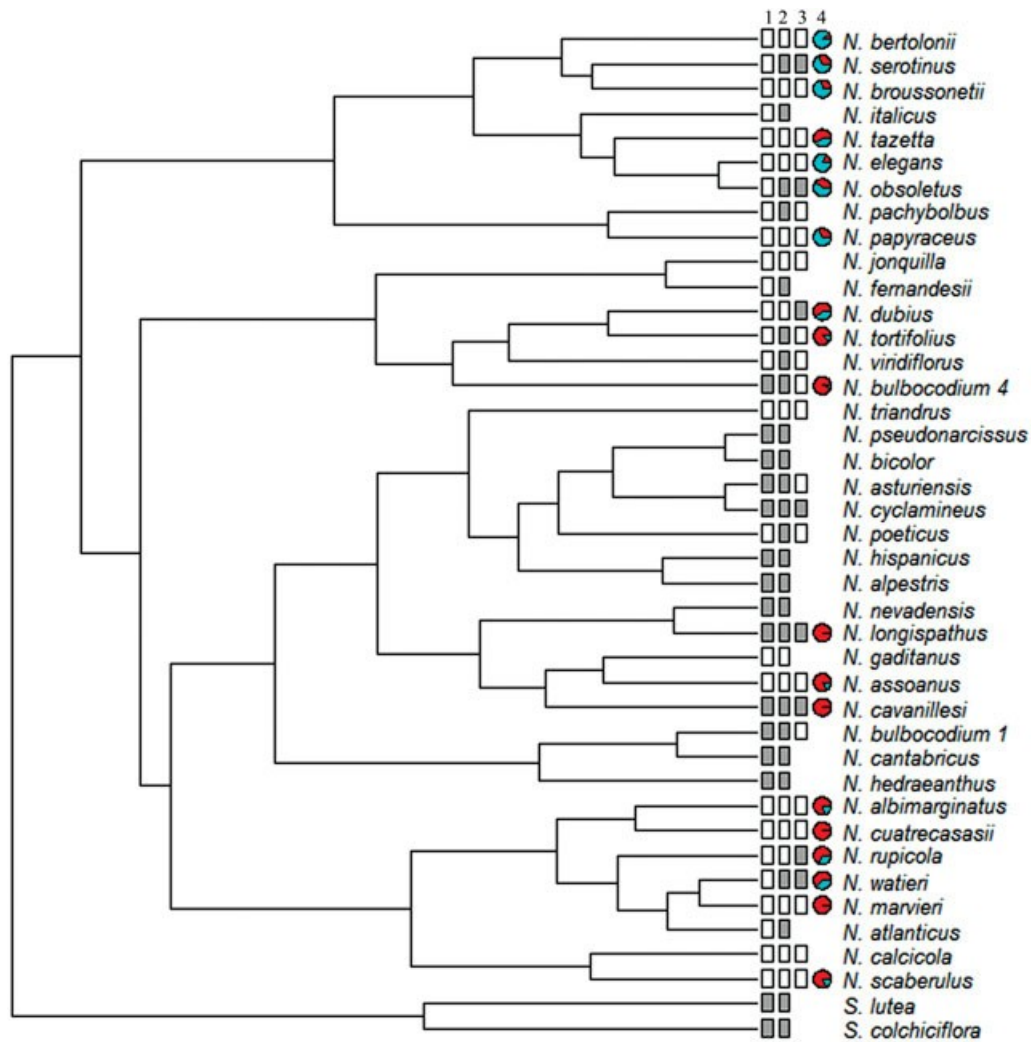 1 2 3 4
N. bertolonii
N. serotinus
N. broussonetii
N. italicus
N. tazetta
N. elegans
N. obsoletus
N. pachybolbus
N. papyraceus
N. jonquilla
N. fernandesii
N. dubius
N. tortifolius
N. viridiflorus
N. bulbocodium 4
N. triandrus
N. pseudonarcissus
N. bicolor
N. asturiensis
N. cyclamineus
N. poeticus
N. hispanicus
N. alpestris
N. nevadensis
N. longispathus
N. gaditanus
N. assoanus
N. cavanillesi
N. bulbocodium 1
N. cantabricus
N. hedraeanthus
N. albimarginatus
N. cuatrecasasii
N. rupicola
N. watieri
N. marvieri
N. atlanticus
N. calcicola
N. scaberulus
S. lutea
S. colchiciflora